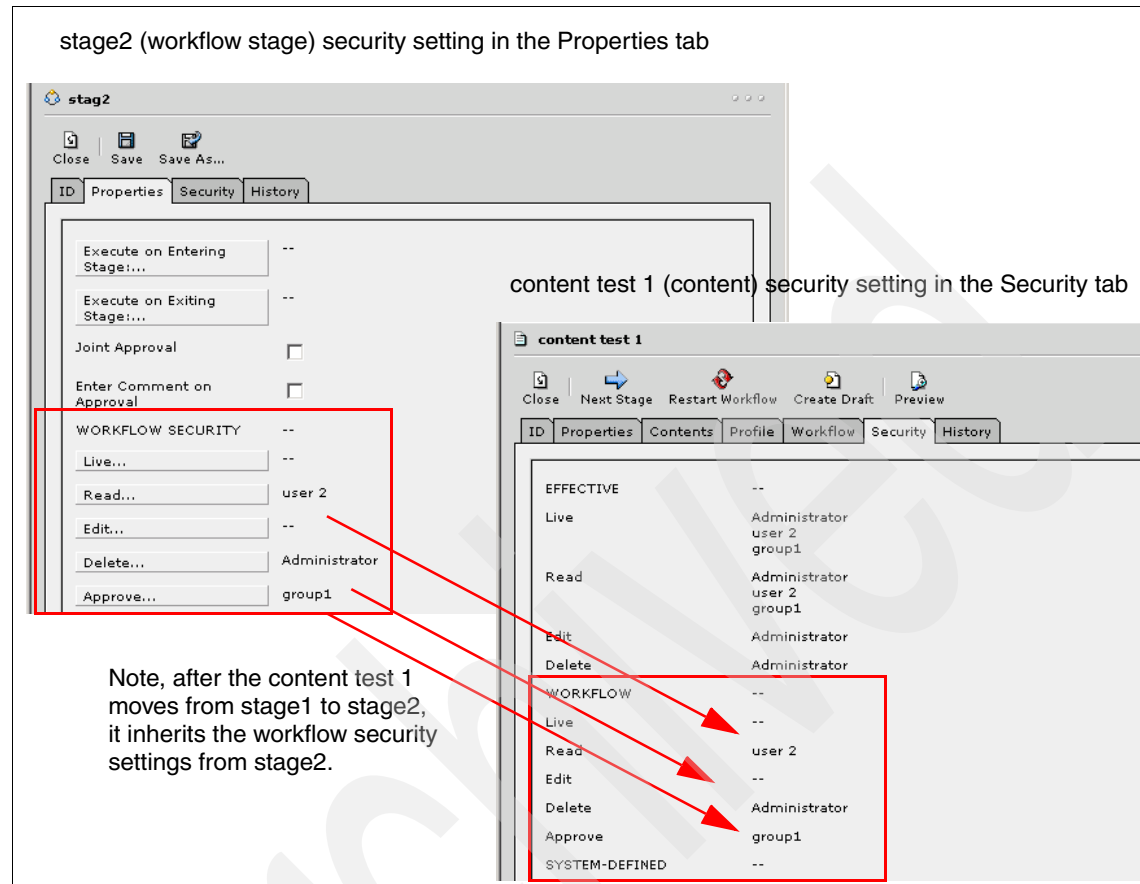 stage2 (workflow stage) security setting in the Properties tab
stag2
Close Save Save As...
ID Properties Security History
Execute on Entering
Stage:... --
Execute on Exiting
Stage:... --
Joint Approval
Enter Comment on
Approval
WORKFLOW SECURITY --
Live... --
Read... user 2
Edit... --
Delete... Administrator
Approve... group1
content test 1 (content) security setting in the Security tab
content test 1
Close Next Stage Restart Workflow Create Draft Preview
ID Properties Contents Profile Workflow Security History
EFFECTIVE --
Live Administrator
user 2
group1
Read Administrator
user 2
group1
Edit Administrator
Delete Administrator
WORKFLOW --
Live --
Read user 2
Edit --
Delete Administrator
Approve group1
SYSTEM-DEFINED --
Note, after the content test 1
moves from stage1 to stage2,
it inherits the workflow security
settings from stage2.